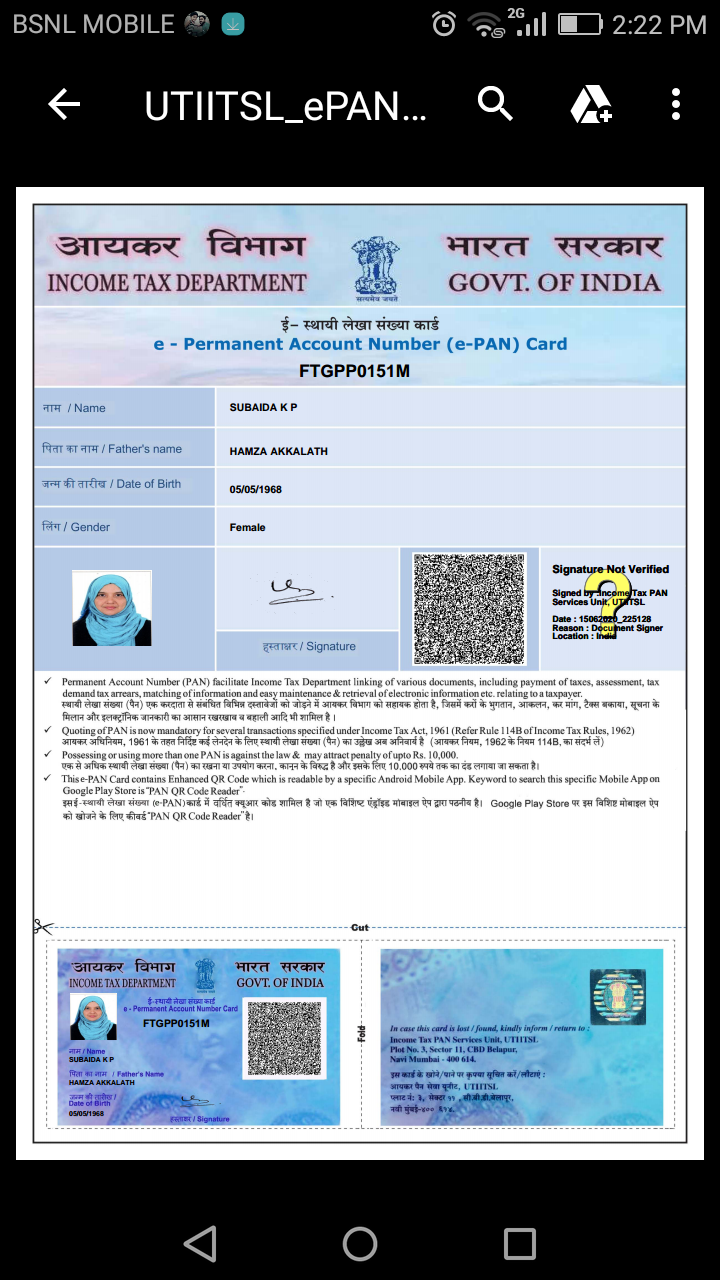 BSNL MOBILE 2G 2:22 PM
UTIITSL_ePAN...
आयकर विभाग भारत सरकार
INCOME TAX DEPARTMENT GOVT. OF INDIA
सत्यमेव जयते
ई- स्थायी लेखा संख्या कार्ड
e - Permanent Account Number (e-PAN) Card
FTGPP0151M
नाम / Name SUBAIDA K P
पिता का नाम / Father's name HAMZA AKKALATH
जन्म की तारीख / Date of Birth 05/05/1968
लिंग / Gender Female
हस्ताक्षर / Signature
Signature Not Verified
Signed by :Income Tax PAN
Services Unit, UTIITSL
Date : 15062020_225128
Reason : Document Signer
Location : India
✓ Permanent Account Number (PAN) facilitate Income Tax Department linking of various documents, including payment of taxes, assessment, tax
demand tax arrears, matching of information and easy maintenance & retrieval of electronic information etc. relating to a taxpayer.
स्थायी लेखा संख्या (पैन) एक करदाता से संबंधित विभिन्न दस्तावेजों को जोड़ने में आयकर विभाग को सहायक होता है, जिसमें करों के भुगतान, आकलन, कर मांग, टैक्स बकाया, सूचना के
मिलान और इलक्ट्रॉनिक जानकारी का आसान रखरखाव व बहाली आदि भी शामिल है ।
✓ Quoting of PAN is now mandatory for several transactions specified under Income Tax Act, 1961 (Refer Rule 114B of Income Tax Rules, 1962)
आयकर अधिनियम, 1961 के तहत निर्दिष्ट कई लेनदेन के लिए स्थायी लेखा संख्या (पैन) का उल्लेख अब अनिवार्य है (आयकर नियम, 1962 के नियम 114B, का संदर्भ लें)
✓ Possessing or using more than one PAN is against the law & may attract penalty of upto Rs. 10,000.
एक से अधिक स्थायी लेखा संख्या (पैन) का रखना या उपयोग करना, कानून के विरुद्ध है और इसके लिए 10,000 रुपये तक का दंड लगाया जा सकता है।
✓ This e-PAN Card contains Enhanced QR Code which is readable by a specific Android Mobile App. Keyword to search this specific Mobile App on
Google Play Store is "PAN QR Code Reader".
इस ई-स्थायी लेखा संख्या (e-PAN) कार्ड में वर्धित क्यूआर कोड शामिल है जो एक विशिष्ट एंड्रॉइड मोबाइल ऐप द्वारा पठनीय है। Google Play Store पर इस विशिष्ट मोबाइल ऐप
को खोजने के लिए कीवर्ड "PAN QR Code Reader" है।
Cut
आयकर विभाग भारत सरकार
INCOME TAX DEPARTMENT GOVT. OF INDIA
ई-स्थायी लेखा संख्या कार्ड
e - Permanent Account Number Card
FTGPP0151M
नाम / Name
SUBAIDA K P
पिता का नाम / Father's Name
HAMZA AKKALATH
जन्म की तारीख /
Date of Birth
05/05/1968
हस्ताक्षर / Signature
Fold
In case this card is lost / found, kindly inform / return to :
Income Tax PAN Services Unit, UTIITSL
Plot No. 3, Sector 11, CBD Belapur,
Navi Mumbai - 400 614.
इस कार्ड के खोने/पाने पर कृपया सूचित करें/लौटाएं :
आयकर पैन सेवा यूनीट, UTIITSL
प्लाट नं: ३, सेक्टर ११ , सी.बी.डी.बेलापूर,
नवी मुंबई-४०० ६१४.